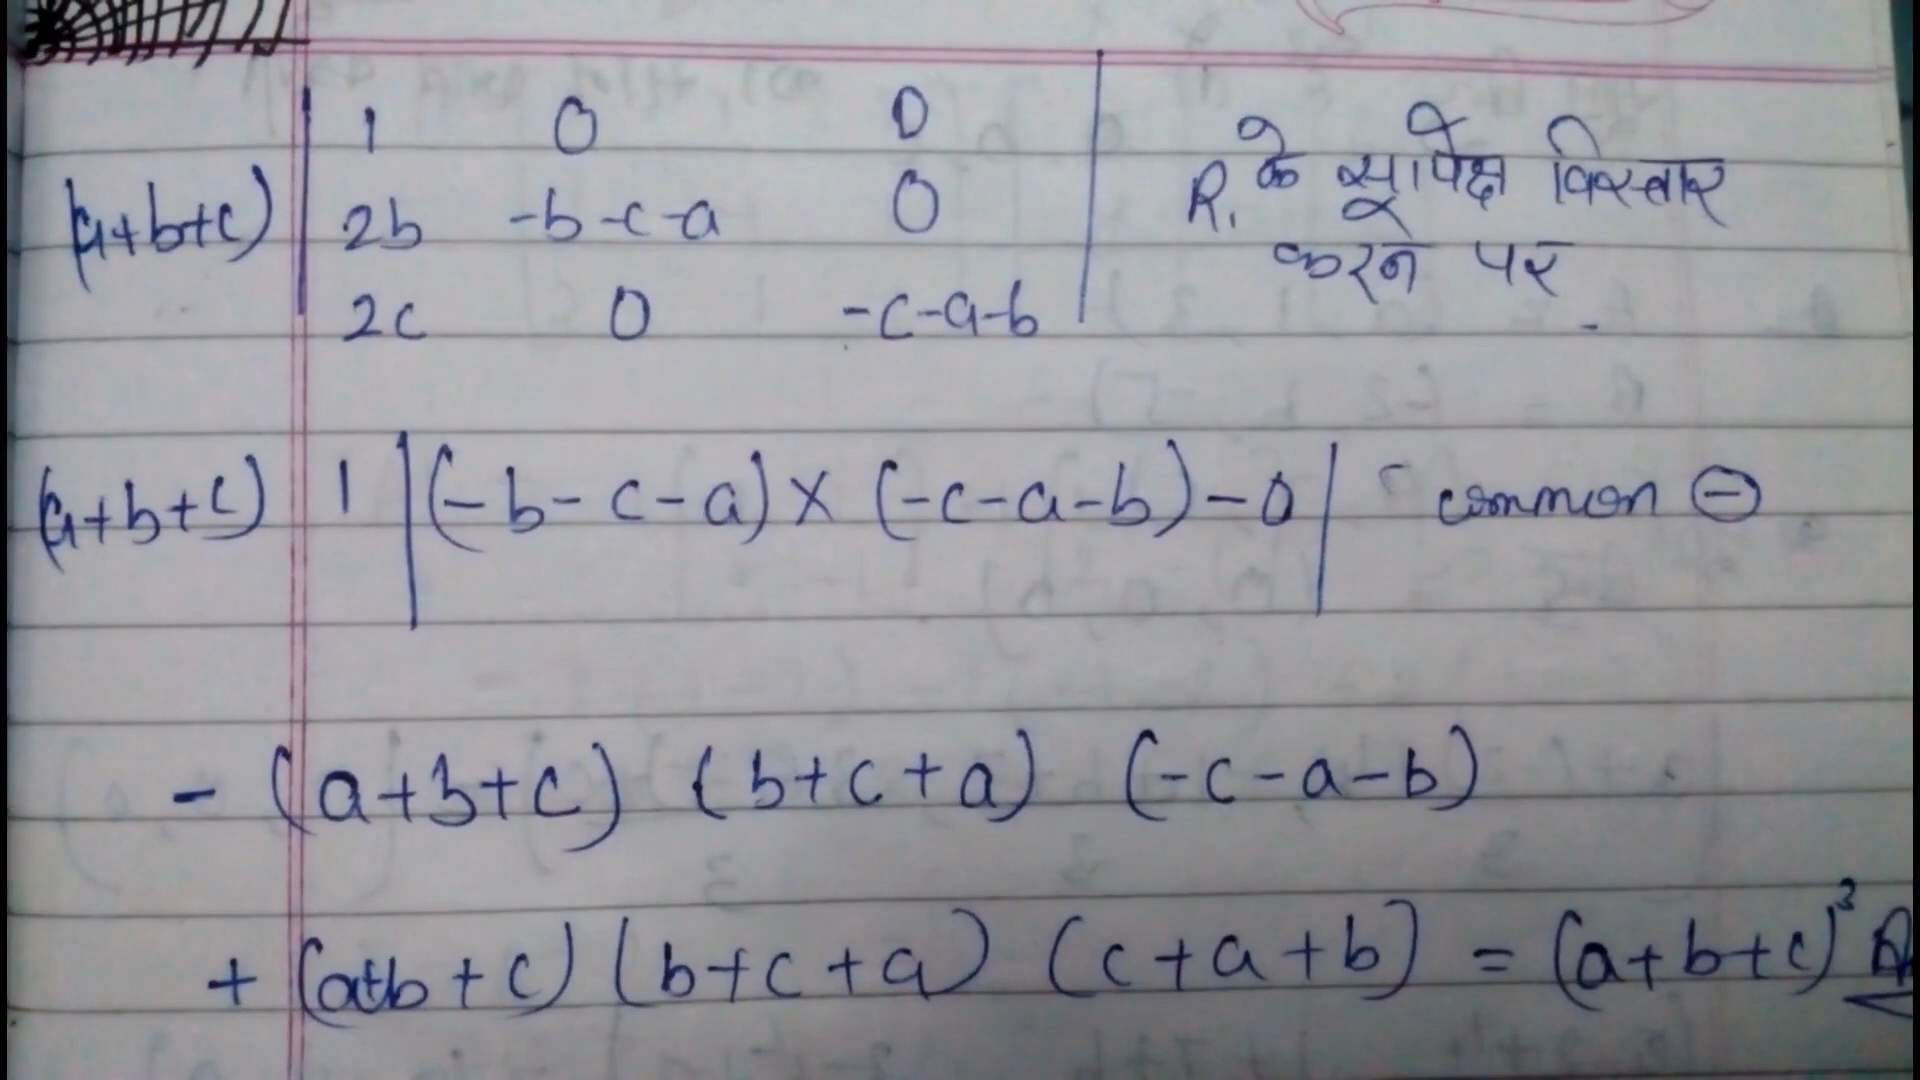 | 1 0 0 |
(a+b+c) | 2b -b-c-a 0 | R₁ के सापेक्ष विस्तार
| 2c 0 -c-a-b | करने पर
(a+b+c) 1 |(-b-c-a)×(-c-a-b)-0| common ⊖
- (a+b+c) (b+c+a) (-c-a-b)
+ (a+b+c) (b+c+a) (c+a+b) = (a+b+c)³